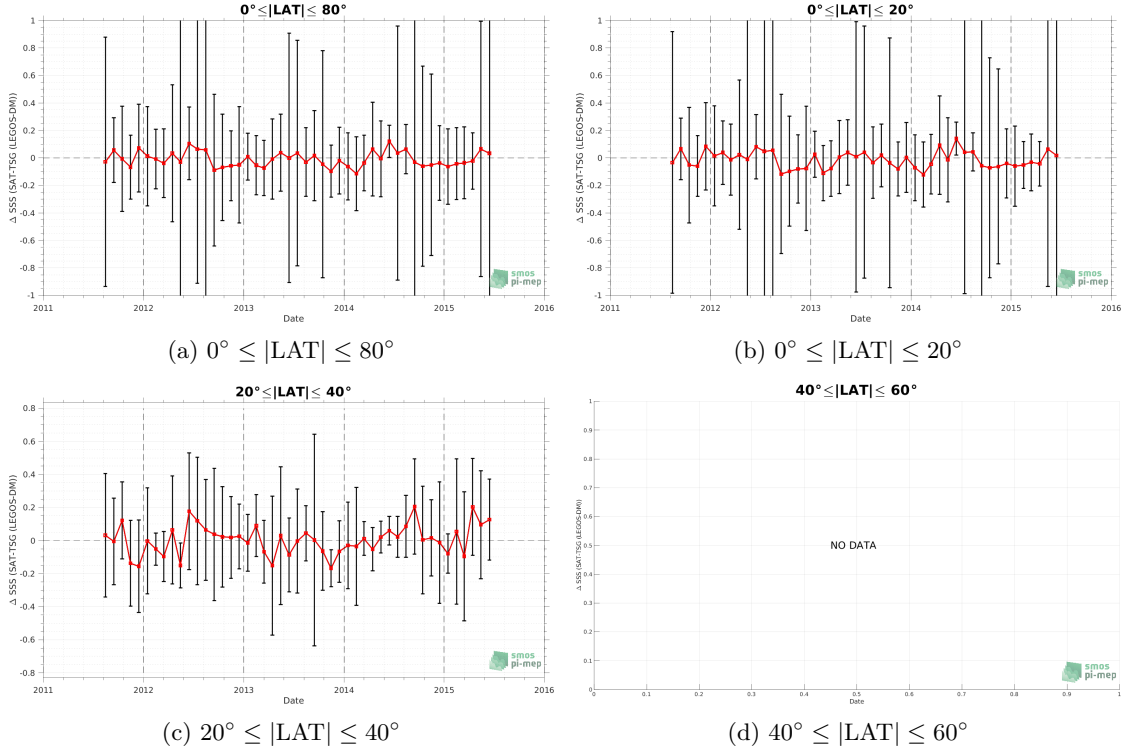 0°≤|LAT|≤ 80°
Δ SSS (SAT-TSG (LEGOS-DM))
1
0.8
0.6
0.4
0.2
0
-0.2
-0.4
-0.6
-0.8
-1
2011
2012
2013
2014
2015
2016
Date
smos
pi-mep
(a) 0° ≤ |LAT| ≤ 80°
0°≤|LAT|≤ 20°
Δ SSS (SAT-TSG (LEGOS-DM))
1
0.8
0.6
0.4
0.2
0
-0.2
-0.4
-0.6
-0.8
-1
2011
2012
2013
2014
2015
2016
Date
smos
pi-mep
(b) 0° ≤ |LAT| ≤ 20°
20°≤|LAT|≤ 40°
Δ SSS (SAT-TSG (LEGOS-DM))
0.8
0.6
0.4
0.2
0
-0.2
-0.4
-0.6
-0.8
2011
2012
2013
2014
2015
2016
Date
smos
pi-mep
(c) 20° ≤ |LAT| ≤ 40°
40°≤|LAT|≤ 60°
Δ SSS (SAT-TSG (LEGOS-DM))
1
0.9
0.8
0.7
0.6
0.5
0.4
0.3
0.2
0.1
0
NO DATA
0
0.1
0.2
0.3
0.4
0.5
0.6
0.7
0.8
0.9
1
Date
smos
pi-mep
(d) 40° ≤ |LAT| ≤ 60°